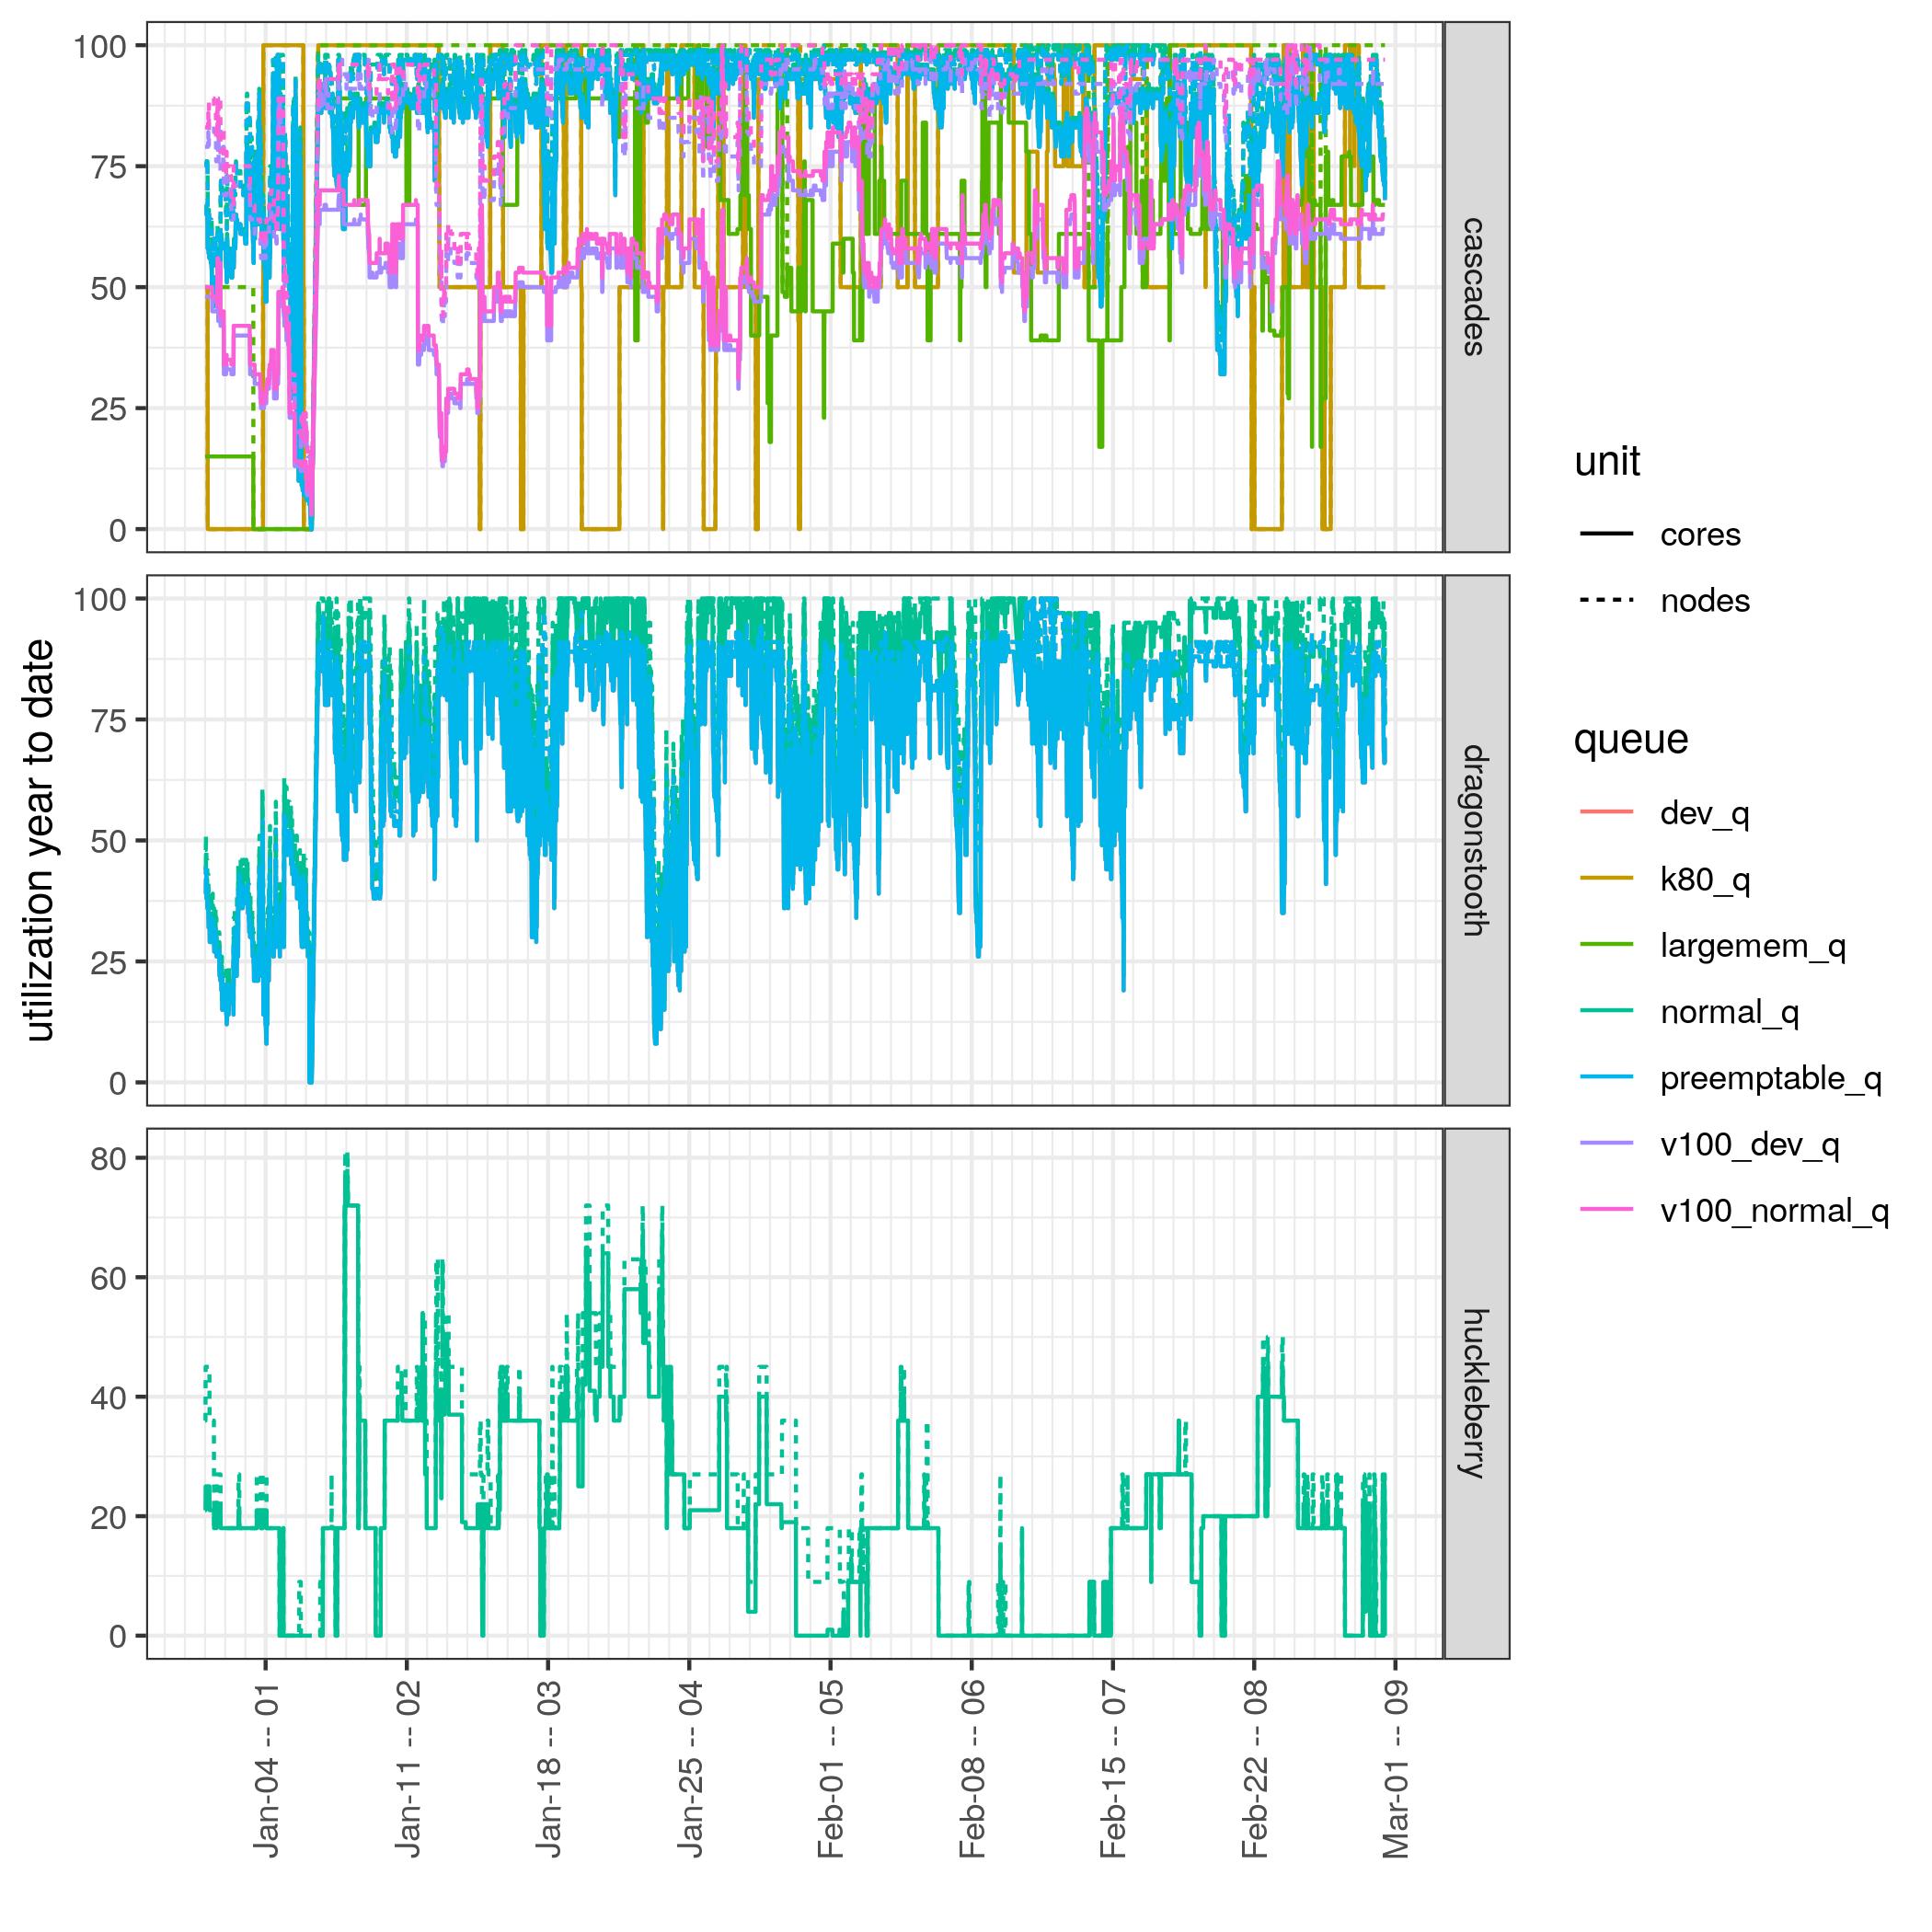 utilization year to date
100
75
50
25
0
cascades
100
75
50
25
0
dragonstooth
80
60
40
20
0
huckleberry
Jan-04 -- 01
Jan-11 -- 02
Jan-18 -- 03
Jan-25 -- 04
Feb-01 -- 05
Feb-08 -- 06
Feb-15 -- 07
Feb-22 -- 08
Mar-01 -- 09
unit
cores
nodes
queue
dev_q
k80_q
largemem_q
normal_q
preemptable_q
v100_dev_q
v100_normal_q